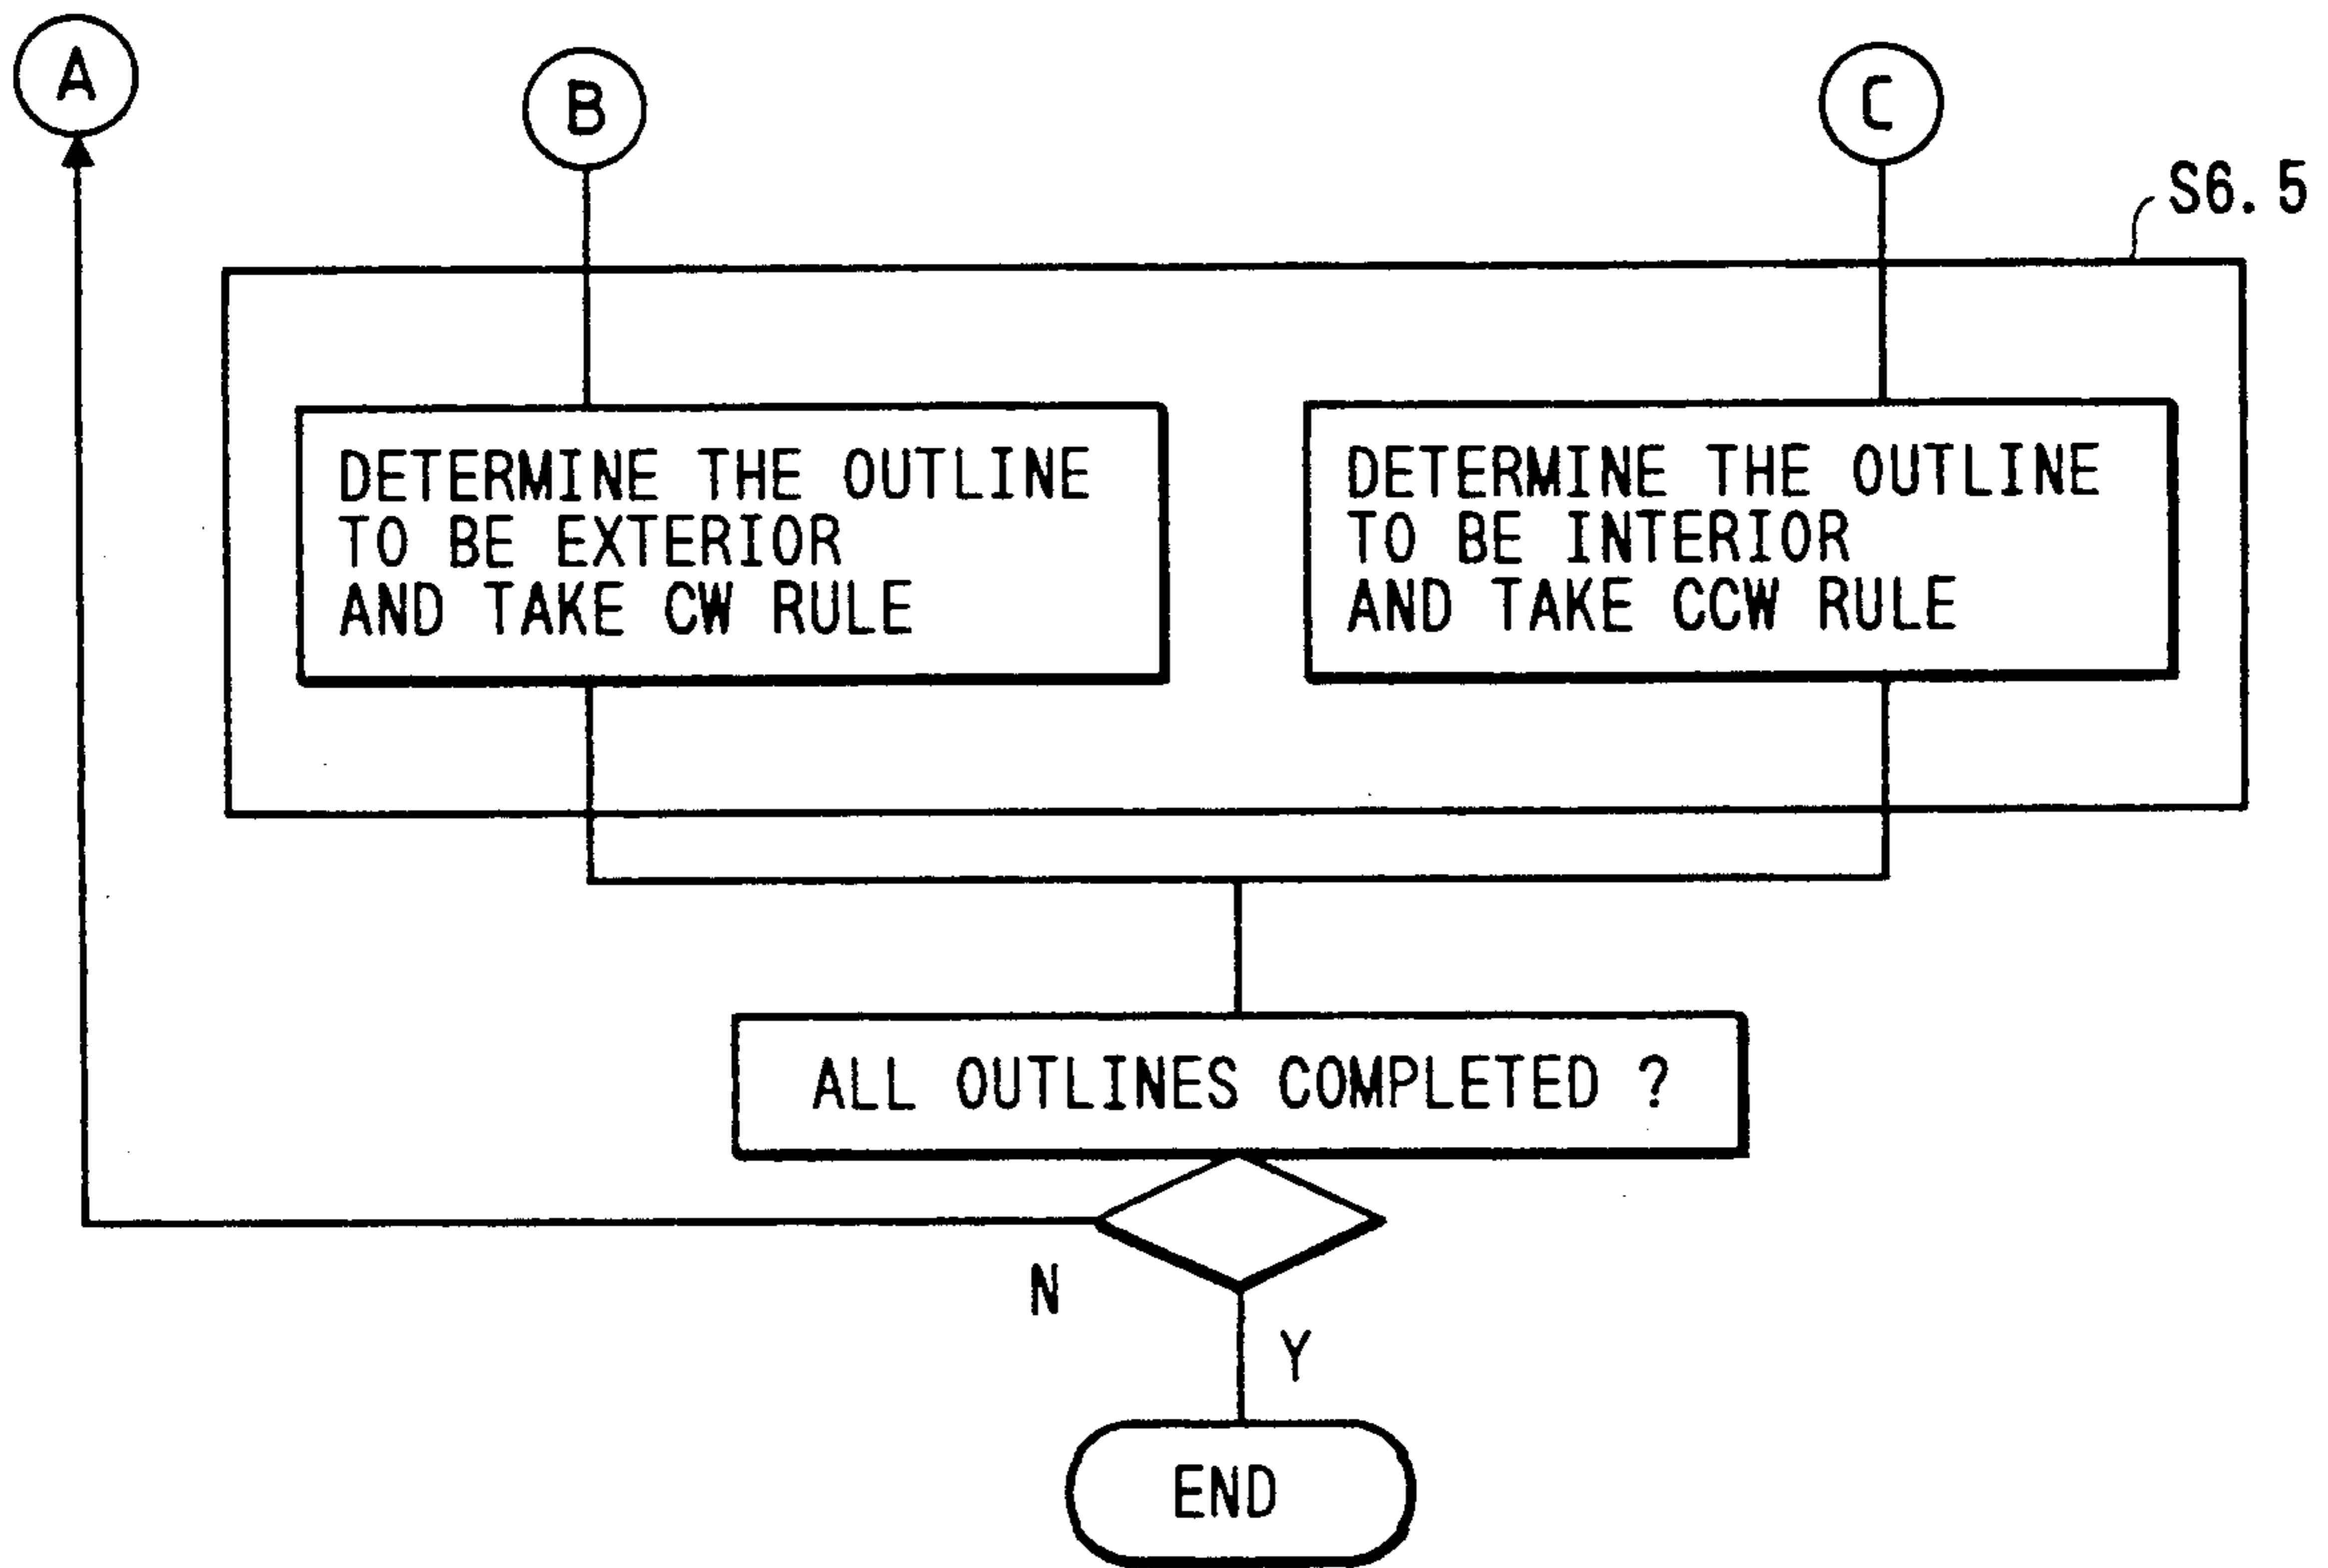 A
B
C
S6.5
DETERMINE THE OUTLINE
TO BE EXTERIOR
AND TAKE CW RULE
DETERMINE THE OUTLINE
TO BE INTERIOR
AND TAKE CCW RULE
ALL OUTLINES COMPLETED ?
N
Y
END